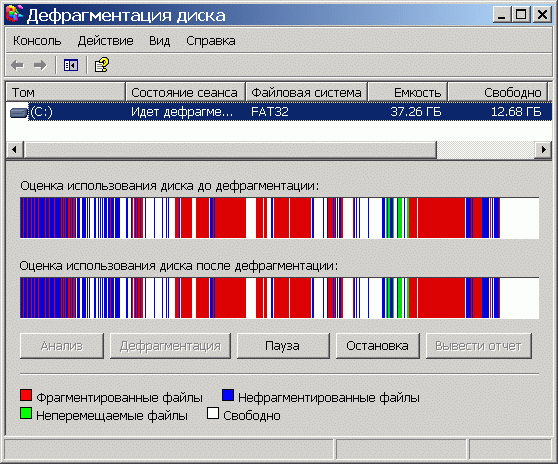 Дефрагментация диска
Консоль Действие Вид Справка
Том Состояние сеанса Файловая система Емкость Свободно
(C:) Идет дефрагме... FAT32 37.26 ГБ 12.68 ГБ
Оценка использования диска до дефрагментации:
Оценка использования диска после дефрагментации:
Анализ Дефрагментация Пауза Остановка Вывести отчет
Фрагментированные файлы Нефрагментированные файлы
Неперемещаемые файлы Свободно